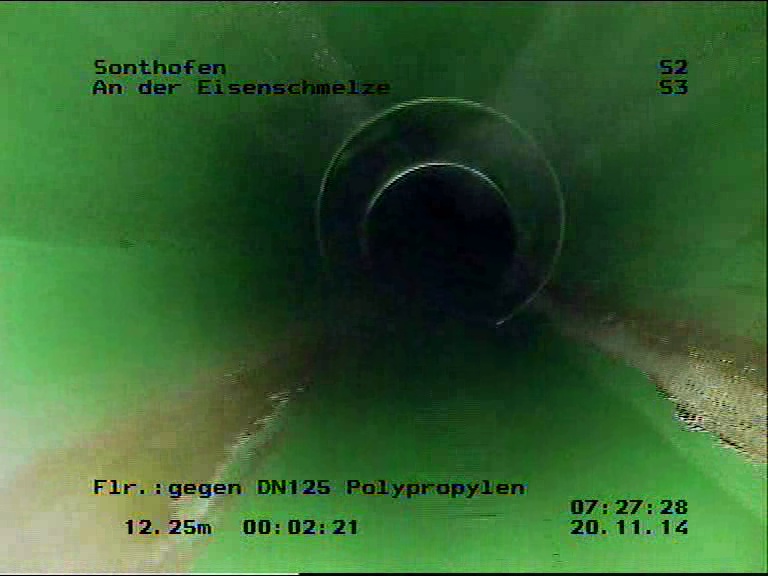 Sonthofen S2
An der Eisenschmelze S3
Flr.:gegen DN125 Polypropylen
07:27:28
12.25m 00:02:21 20.11.14